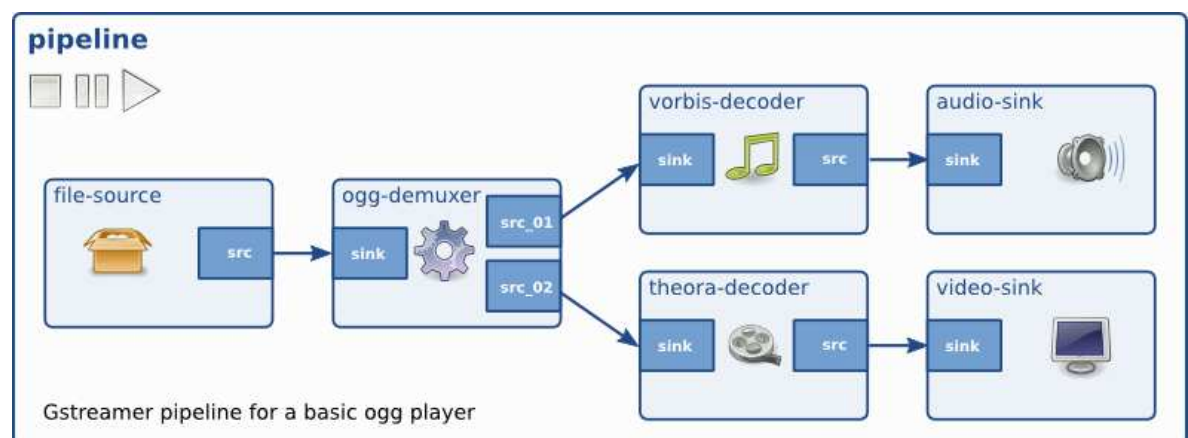 pipeline
file-source
src
ogg-demuxer
sink
src_01
src_02
vorbis-decoder
sink
src
audio-sink
sink
theora-decoder
sink
src
video-sink
sink
Gstreamer pipeline for a basic ogg player